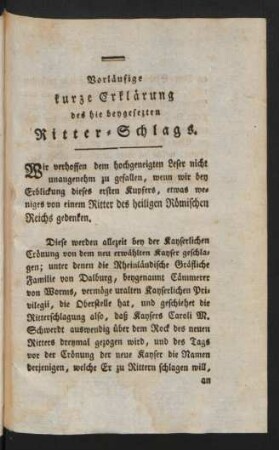 Vorläufige
kurze Erklärung
des hie beygesezten
Ritter-Schlags.
Wir verhoffen dem hochgeneigten Leser nicht
unangenehm zu gefallen, wenn wir bey
Erblickung dieses ersten Kupfers, etwas we-
niges von einem Ritter des heiligen Römischen
Reichs gedenken.
Diese werden allezeit bey der Kayserlichen
Crönung von dem neu erwählten Kayser geschla-
gen; unter denen die Rheinländische Gräfliche
Familie von Dalburg, beygenamt Cämmerer
von Worms, vermöge uralten Kayserlichen Pri-
vilegii, die Oberstelle hat, und geschiehet die
Ritterschlagung also, daß Kaysers Caroli M.
Schwerdt auswendig über dem Rock des neuen
Ritters dreymal gezogen wird, und des Tags
vor der Crönung der neue Kayser die Namen
derjenigen, welche Er zu Rittern schlagen will,
an